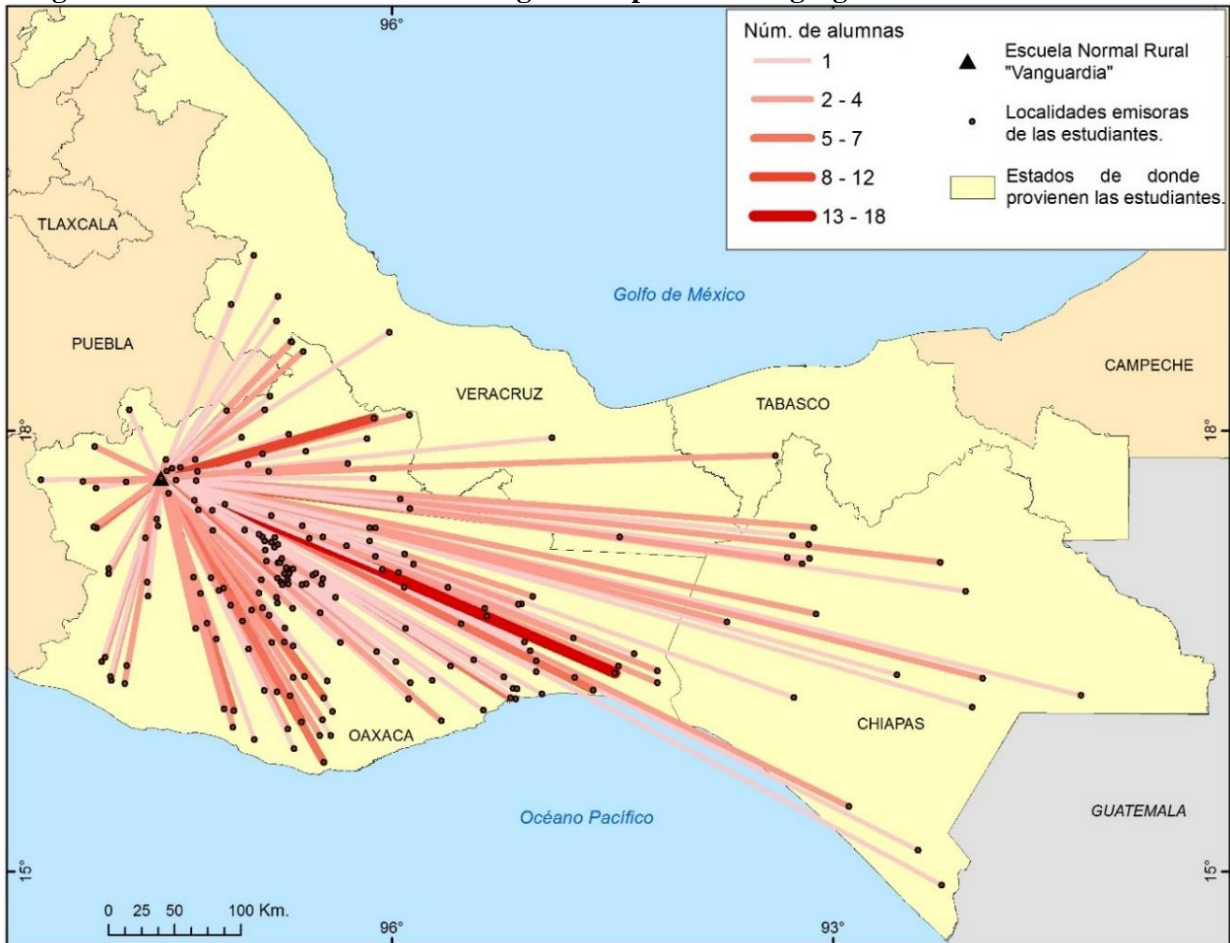 96°
Núm. de alumnas
1
2 - 4
5 - 7
8 - 12
13 - 18
Escuela Normal Rural
"Vanguardia"
Localidades emisoras
de las estudiantes.
Estados de donde
provienen las estudiantes.
TLAXCALA
Golfo de México
PUEBLA
CAMPECHE
VERACRUZ
TABASCO
18°
18°
OAXACA
CHIAPAS
Océano Pacífico
GUATEMALA
15°
15°
0 25 50 100 Km.
96°
93°